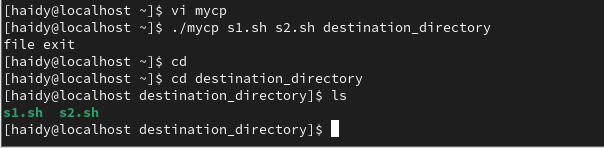 [haidy@localhost ~]$ vi mycp
[haidy@localhost ~]$ ./mycp s1.sh s2.sh destination_directory
file exit
[haidy@localhost ~]$ cd
[haidy@localhost ~]$ cd destination_directory
[haidy@localhost destination_directory]$ ls
s1.sh  s2.sh
[haidy@localhost destination_directory]$